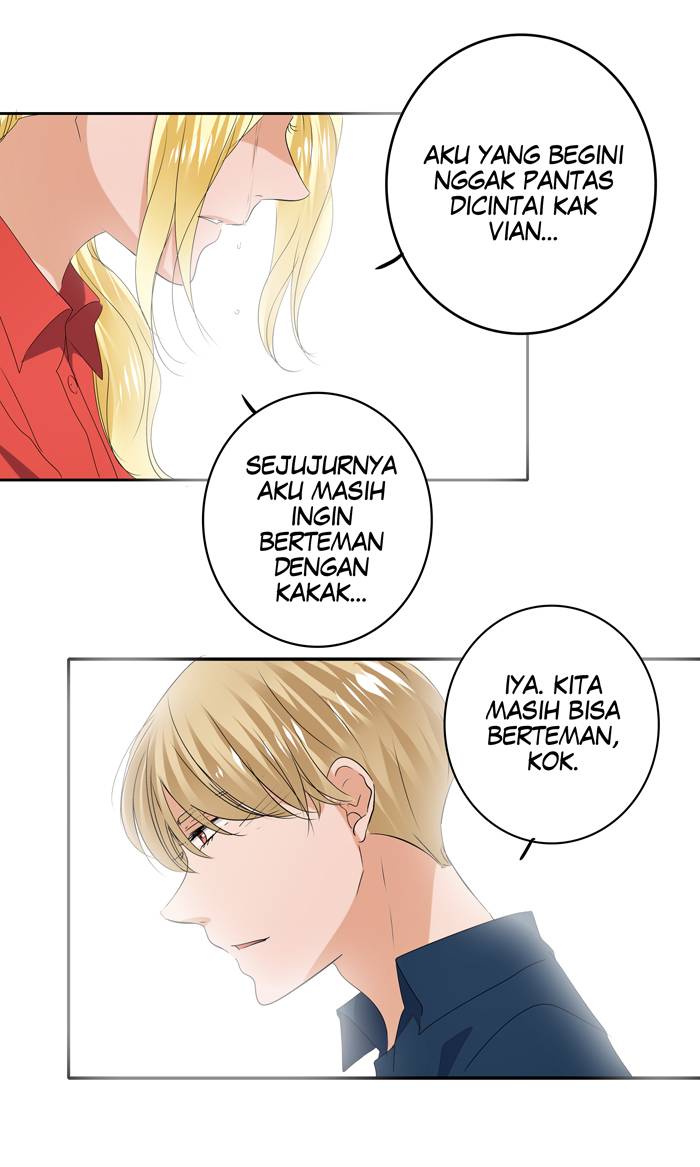 AKU YANG BEGINI
NGGAK PANTAS
DICINTAI KAK
VIAN...
SEJUJURNYA
AKU MASIH
INGIN
BERTEMAN
DENGAN
KAKAK...
IYA. KITA
MASIH BISA
BERTEMAN,
KOK.